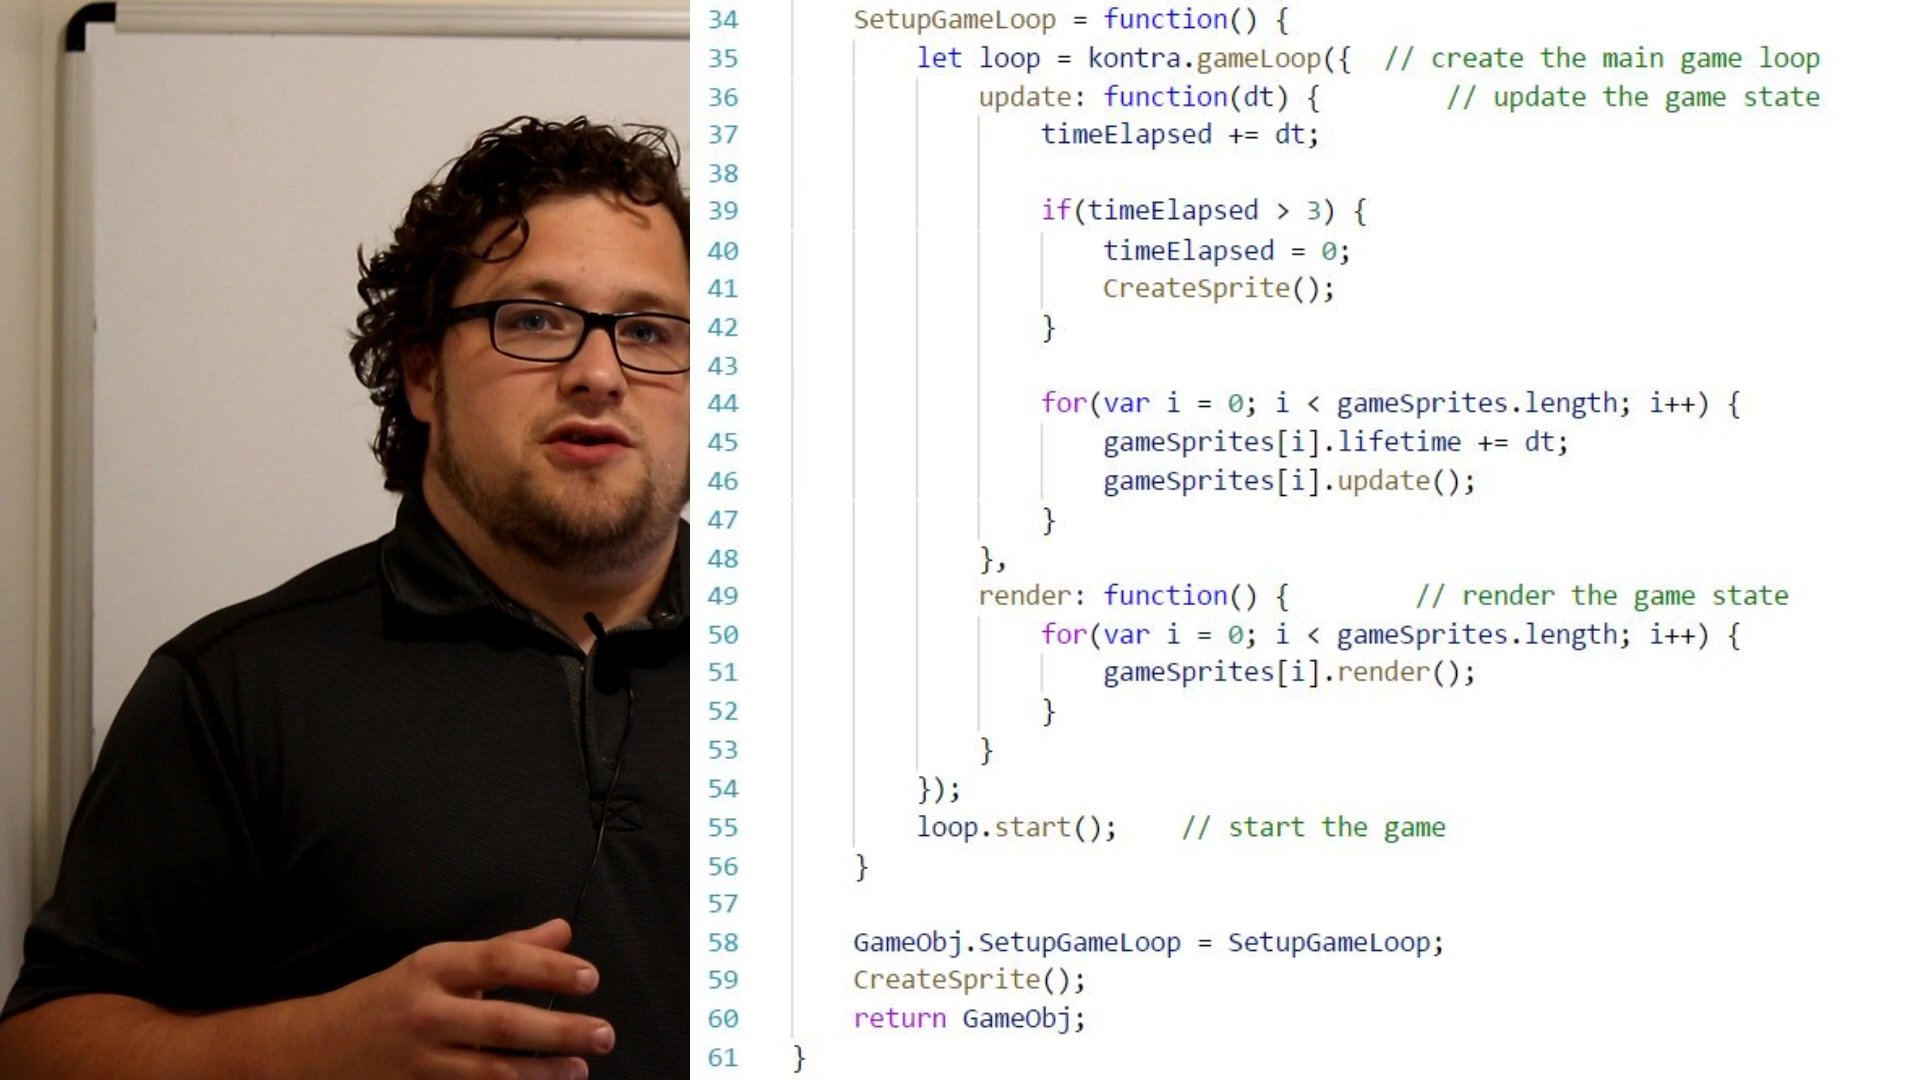 34 SetupGameLoop = function() {
35 let loop = kontra.gameLoop({ // create the main game loop
36 update: function(dt) { // update the game state
37 timeElapsed += dt;
38
39 if(timeElapsed > 3) {
40 timeElapsed = 0;
41 CreateSprite();
42 }
43
44 for(var i = 0; i < gameSprites.length; i++) {
45 gameSprites[i].lifetime += dt;
46 gameSprites[i].update();
47 }
48 },
49 render: function() { // render the game state
50 for(var i = 0; i < gameSprites.length; i++) {
51 gameSprites[i].render();
52 }
53 }
54 });
55 loop.start(); // start the game
56 }
57
58 GameObj.SetupGameLoop = SetupGameLoop;
59 CreateSprite();
60 return GameObj;
61 }